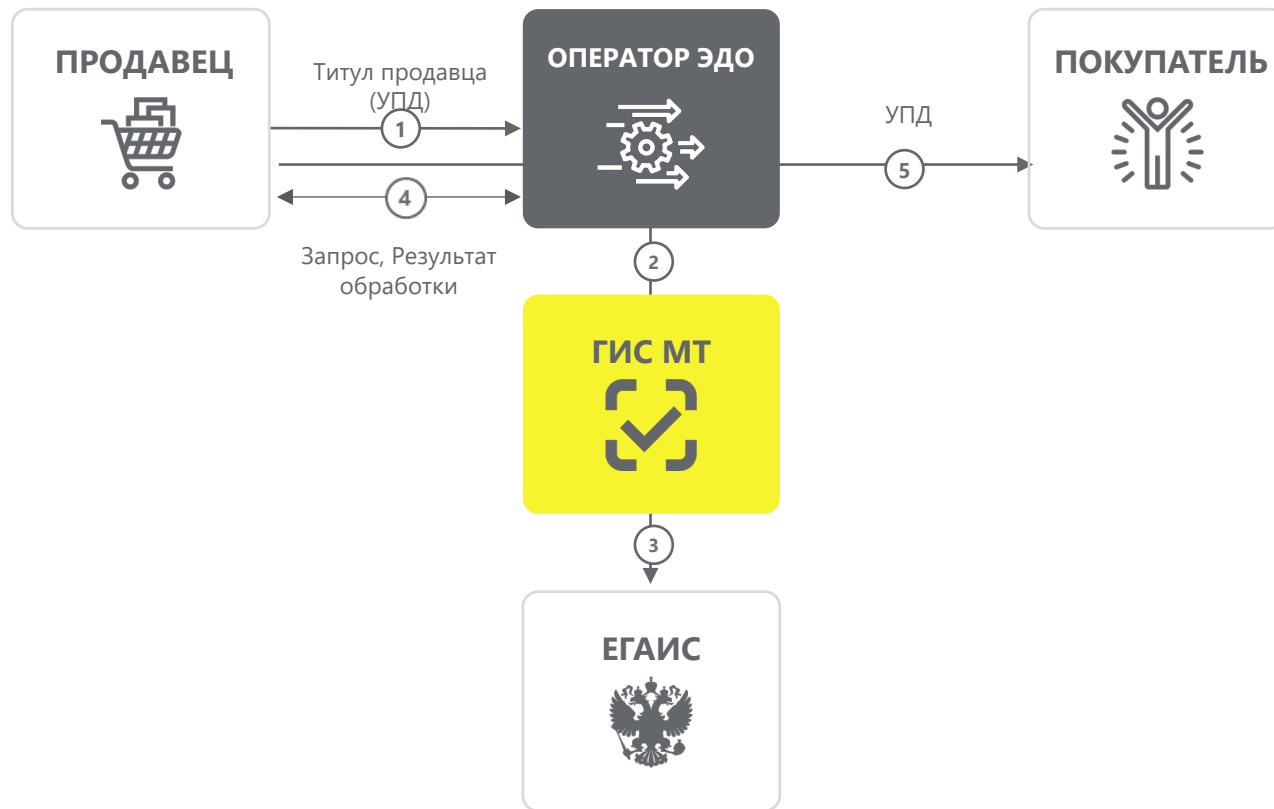 ПРОДАВЕЦ
Титул продавца
(УПД)
1
ОПЕРАТОР ЭДО
УПД
5
ПОКУПАТЕЛЬ
4
Запрос, Результат
обработки
2
ГИС МТ
3
ЕГАИС